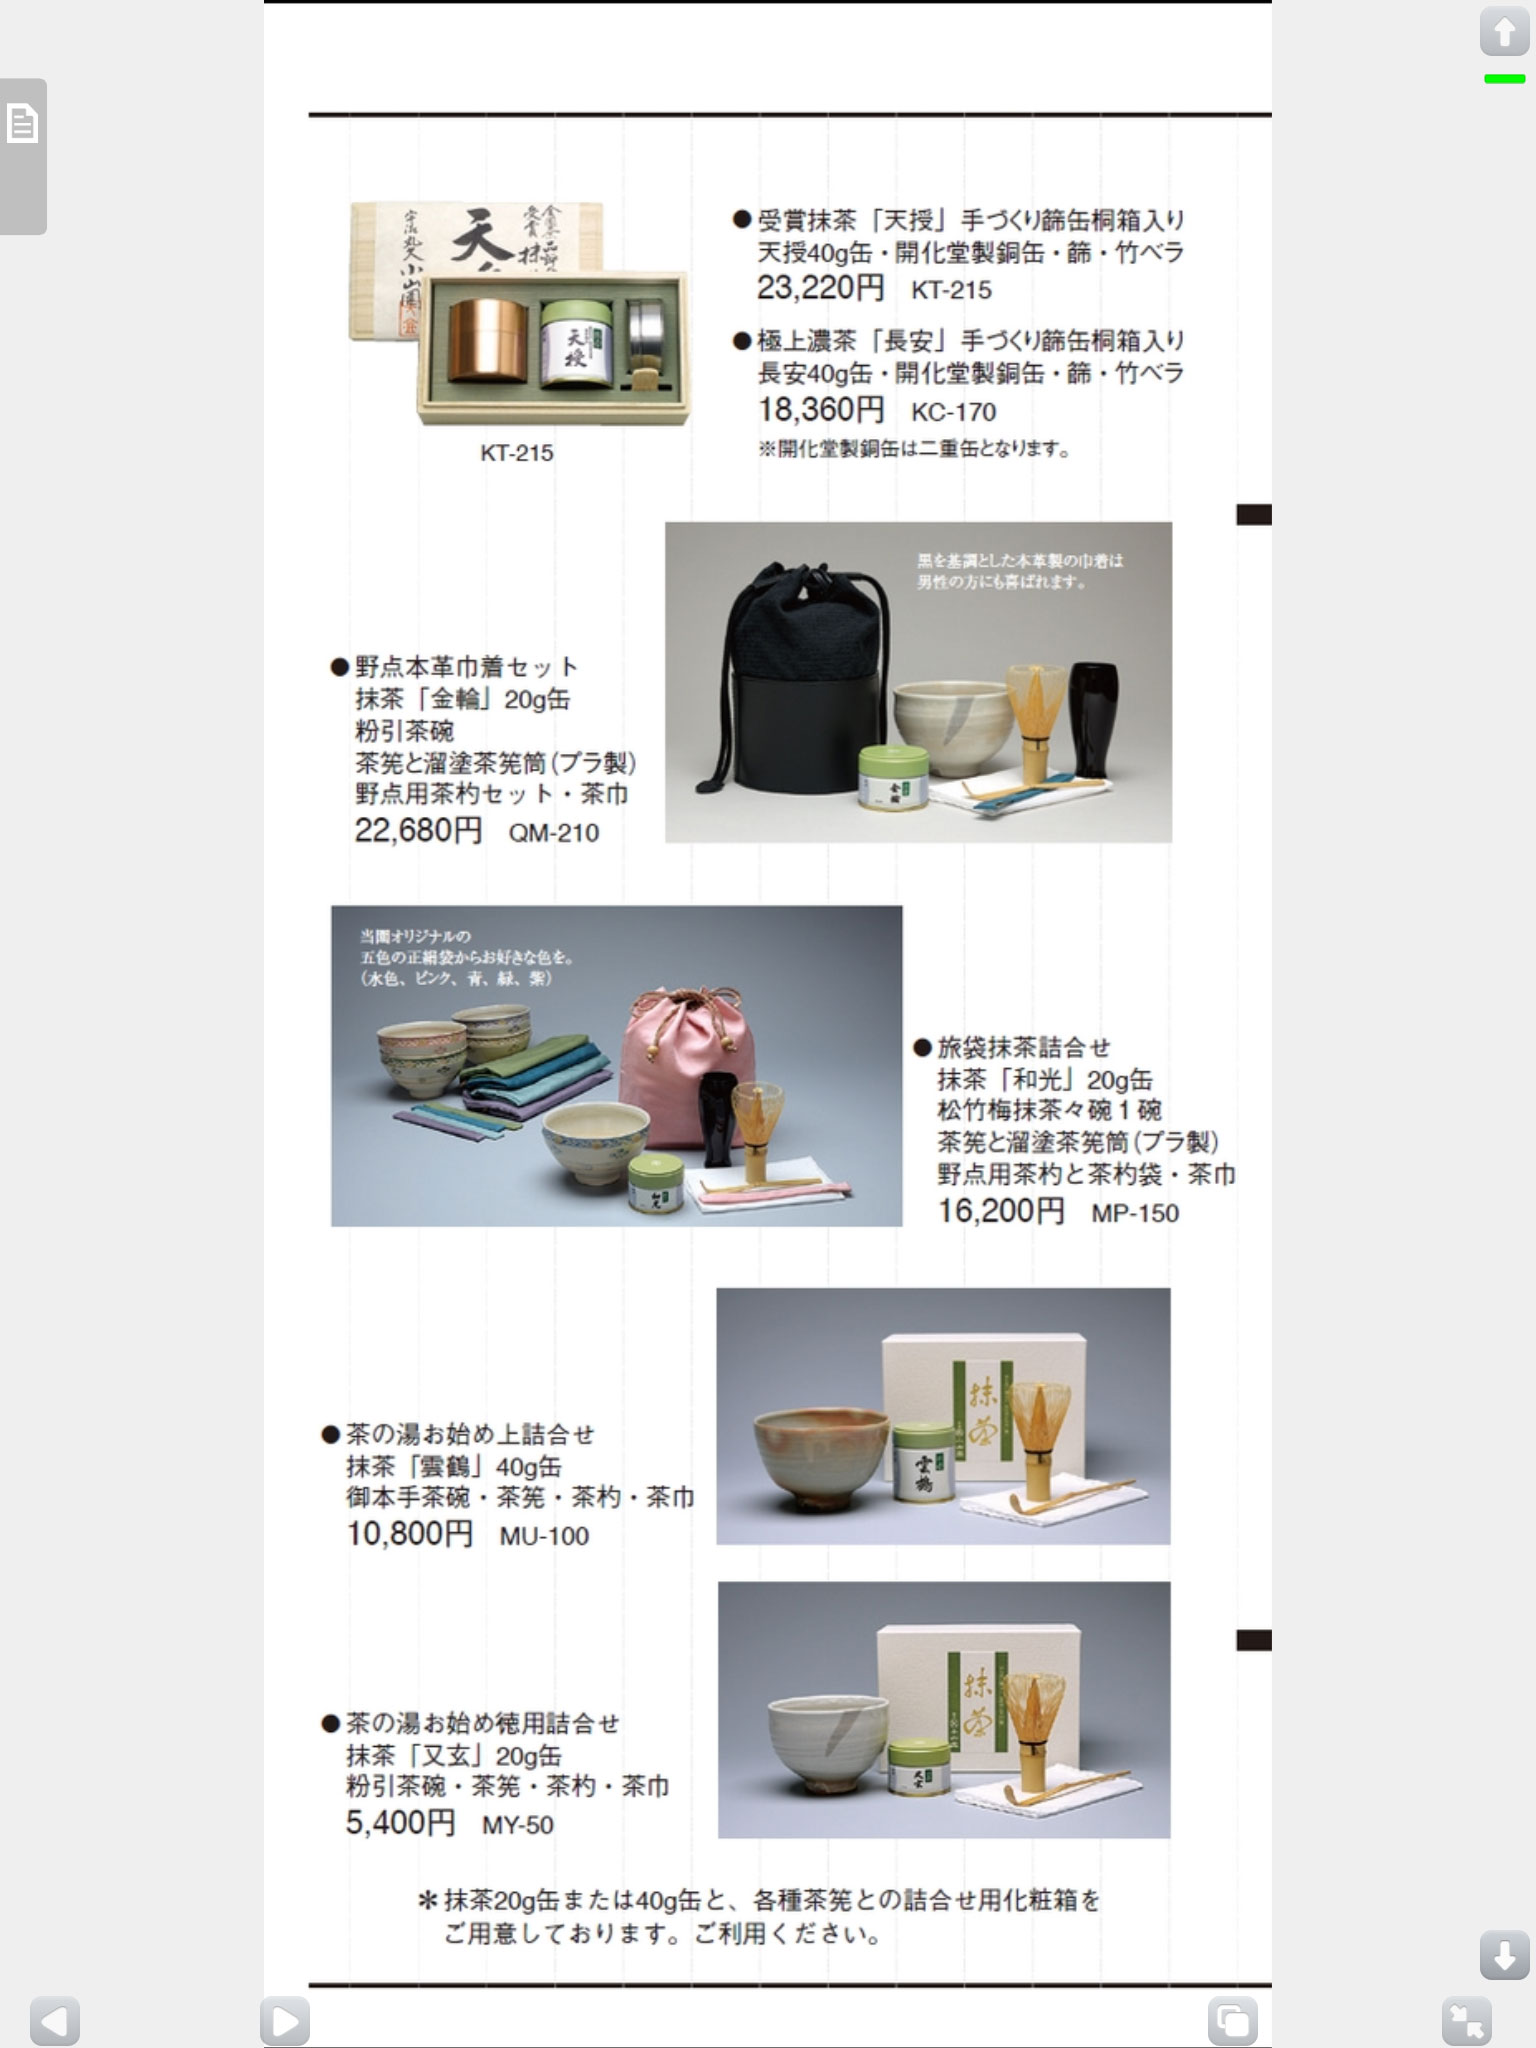 ● 受賞抹茶「天授」手づくり篩缶桐箱入り
天授40g缶・開化堂製銅缶・篩・竹ベラ
23,220円 KT-215
● 極上濃茶「長安」手づくり篩缶桐箱入り
長安40g缶・開化堂製銅缶・篩・竹ベラ
18,360円 KC-170
※開化堂製銅缶は二重缶となります。
天授
KT-215
黒を基調とした本革製の巾着は
男性の方にも喜ばれます。
● 野点本革巾着セット
抹茶「金輪」20g缶
粉引茶碗
茶筅と溜塗茶筅筒(プラ製)
野点用茶杓セット・茶巾
22,680円 QM-210
金輪
当園オリジナルの
五色の正絹袋からお好きな色を。
(水色、ピンク、青、緑、紫)
和光
● 旅袋抹茶詰合せ
抹茶「和光」20g缶
松竹梅抹茶々碗1碗
茶筅と溜塗茶筅筒(プラ製)
野点用茶杓と茶杓袋・茶巾
16,200円 MP-150
● 茶の湯お始め上詰合せ
抹茶「雲鶴」40g缶
御本手茶碗・茶筅・茶杓・茶巾
10,800円 MU-100
抹茶
雲鶴
● 茶の湯お始め徳用詰合せ
抹茶「又玄」20g缶
粉引茶碗・茶筅・茶杓・茶巾
5,400円 MY-50
抹茶
又玄
＊抹茶20g缶または40g缶と、各種茶筅との詰合せ用化粧箱を
ご用意しております。ご利用ください。